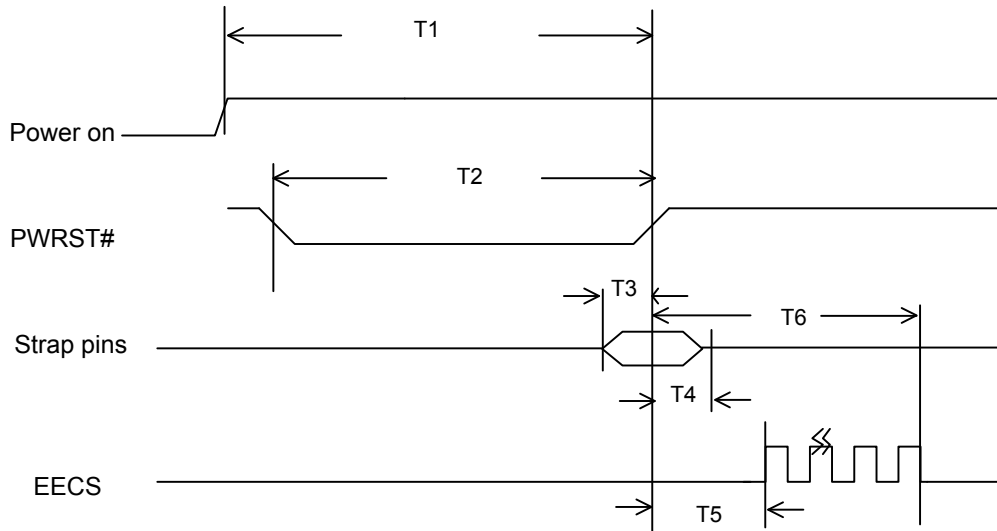 T1
Power on
T2
PWRST#
T3
T6
Strap pins
T4
EECS
T5